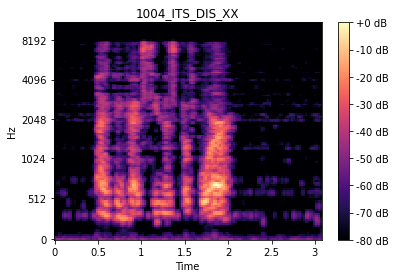 1004_ITS_DIS_XX
+0 dB
8192
-10 dB
4096
-20 dB
-30 dB
2048
Hz
-40 dB
1024
-50 dB
512
-60 dB
-70 dB
0
-80 dB
0 0.5 1 1.5 2 2.5 3
Time